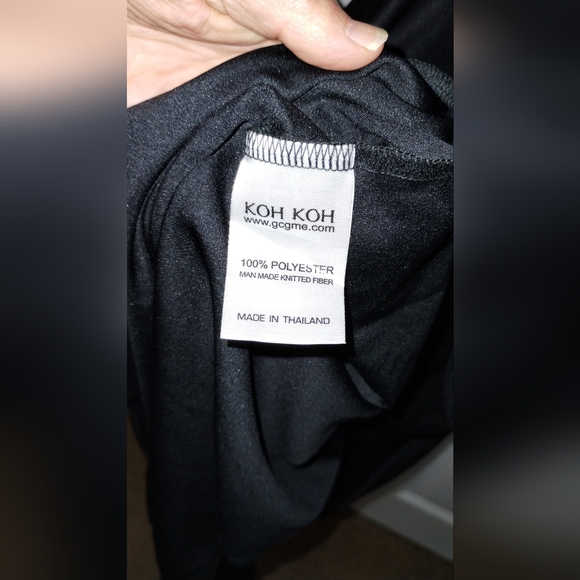 KOH KOH
www.gcgme.com
100% POLYESTER
MAN MADE KNITTED FIBER
MADE IN THAILAND